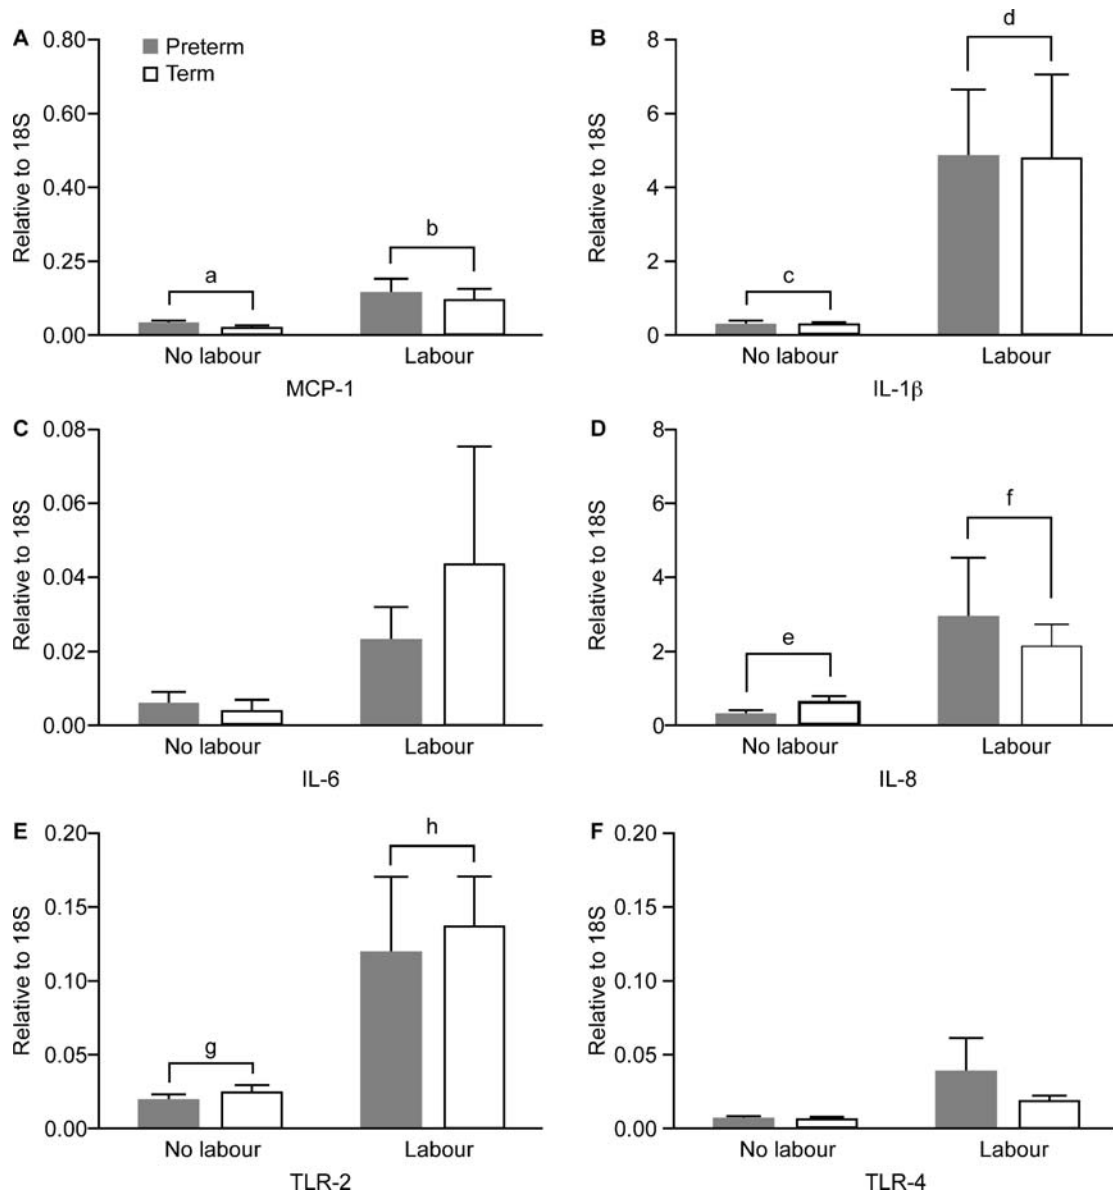 A
0.80
0.60
0.40
0.25
0.00
Relative to 18S
Preterm
Term
a
b
No labour
Labour
MCP-1
B
8
6
4
2
0
Relative to 18S
c
d
No labour
Labour
IL-1β
C
0.08
0.06
0.04
0.02
0.00
Relative to 18S
No labour
Labour
IL-6
D
8
6
4
2
0
Relative to 18S
e
f
No labour
Labour
IL-8
E
0.20
0.15
0.10
0.05
0.00
Relative to 18S
g
h
No labour
Labour
TLR-2
F
0.20
0.15
0.10
0.05
0.00
Relative to 18S
No labour
Labour
TLR-4